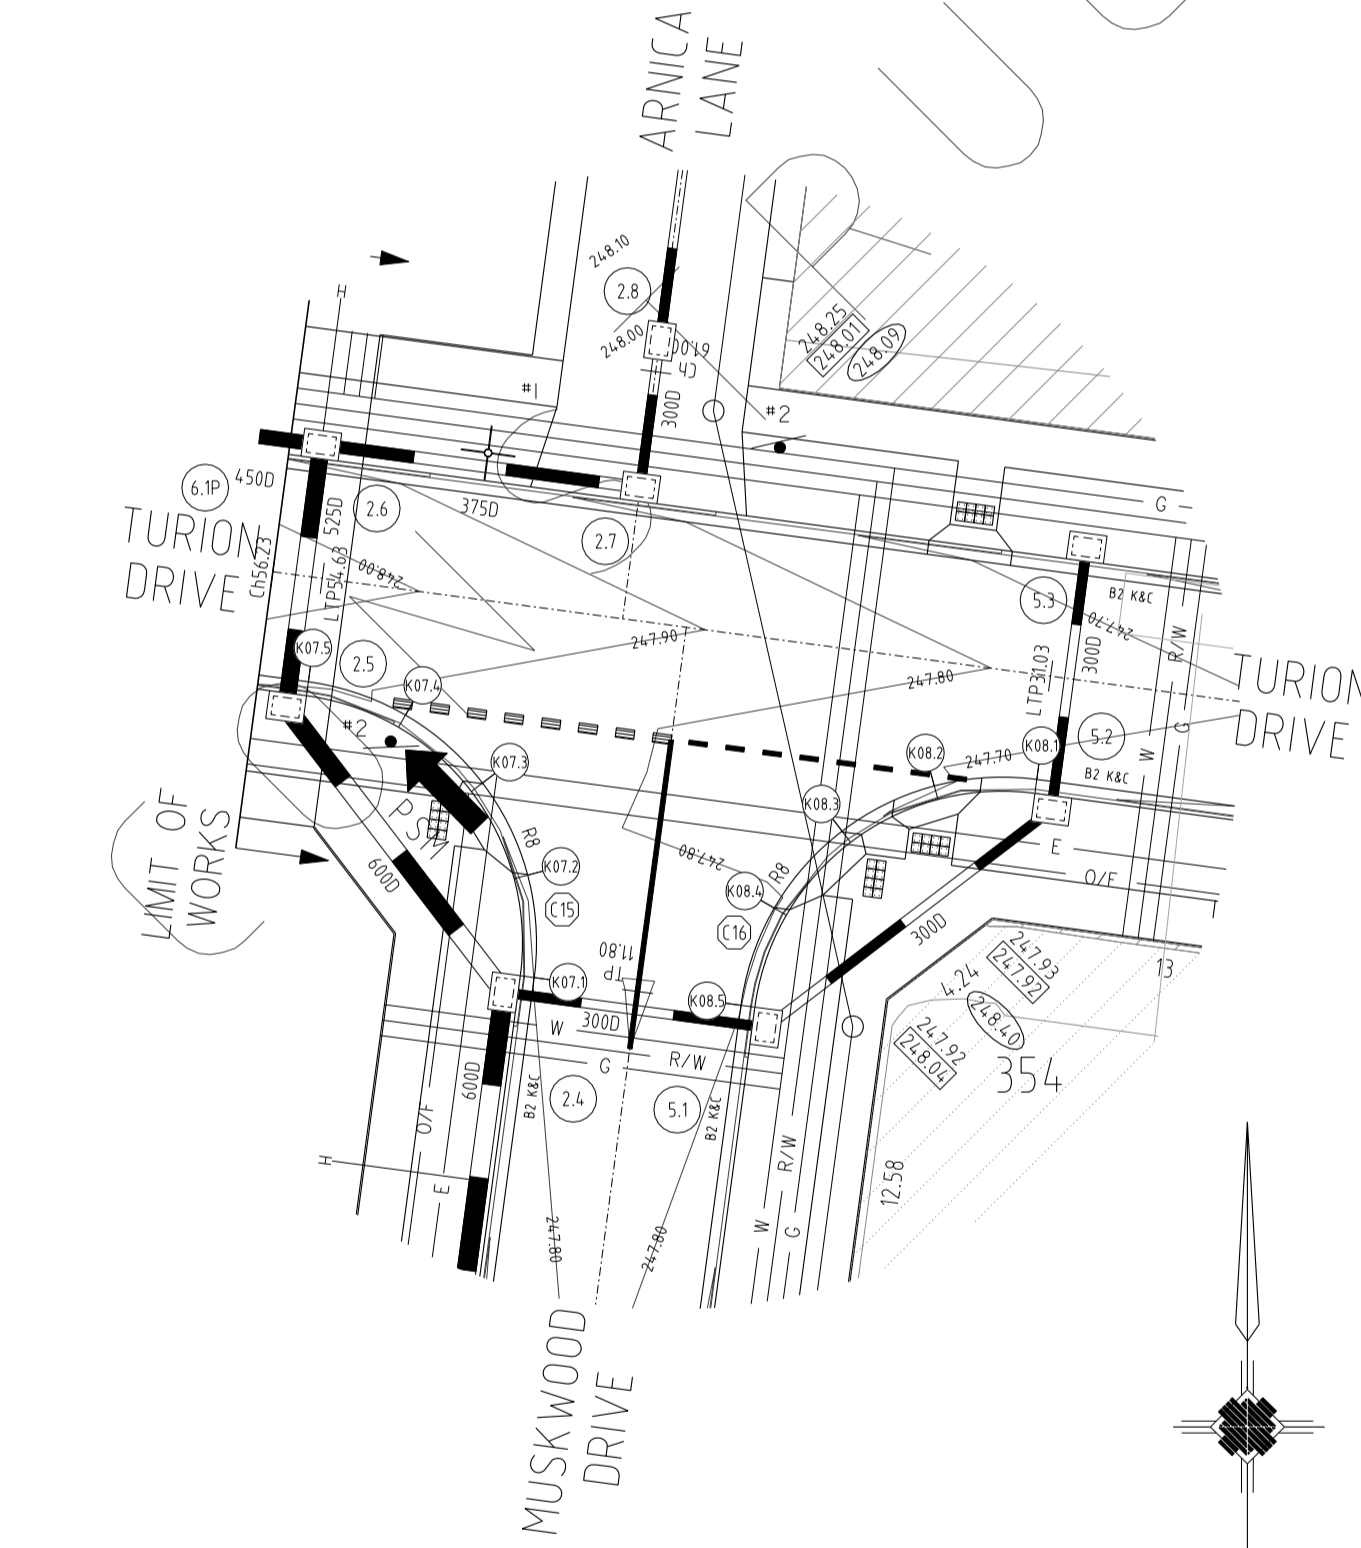 ARNICA
LANE
248.10
2.8
248.00
Ch 61.00
300D
H
#1
#2
248.25
248.01
248.09
6.1P
450D
525D
2.6
375D
2.7
G
TURION
DRIVE
Ch56.23
LTP54.63
248.00
5.3
B2 K&C
247.70
R/W
300D
247.90
247.80
LTP31.03
TURION
DRIVE
K07.5
2.5
K07.4
#2
K07.3
K08.2
247.70
K08.1
5.2
B2 K&C
W
G
K08.3
LIMIT OF
WORKS
PSM
R8
600D
K07.2
C15
247.80
R8
K08.4
C16
E
O/F
300D
TP
11.80
K07.1
300D
K08.5
W
G
R/W
13
247.93
247.92
4.24
248.40
247.92
248.04
354
600D
B2 K&C
2.4
5.1
B2 K&C
O/F
E
H
R/W
W
G
12.58
247.80
247.80
MUSKWOOD
DRIVE